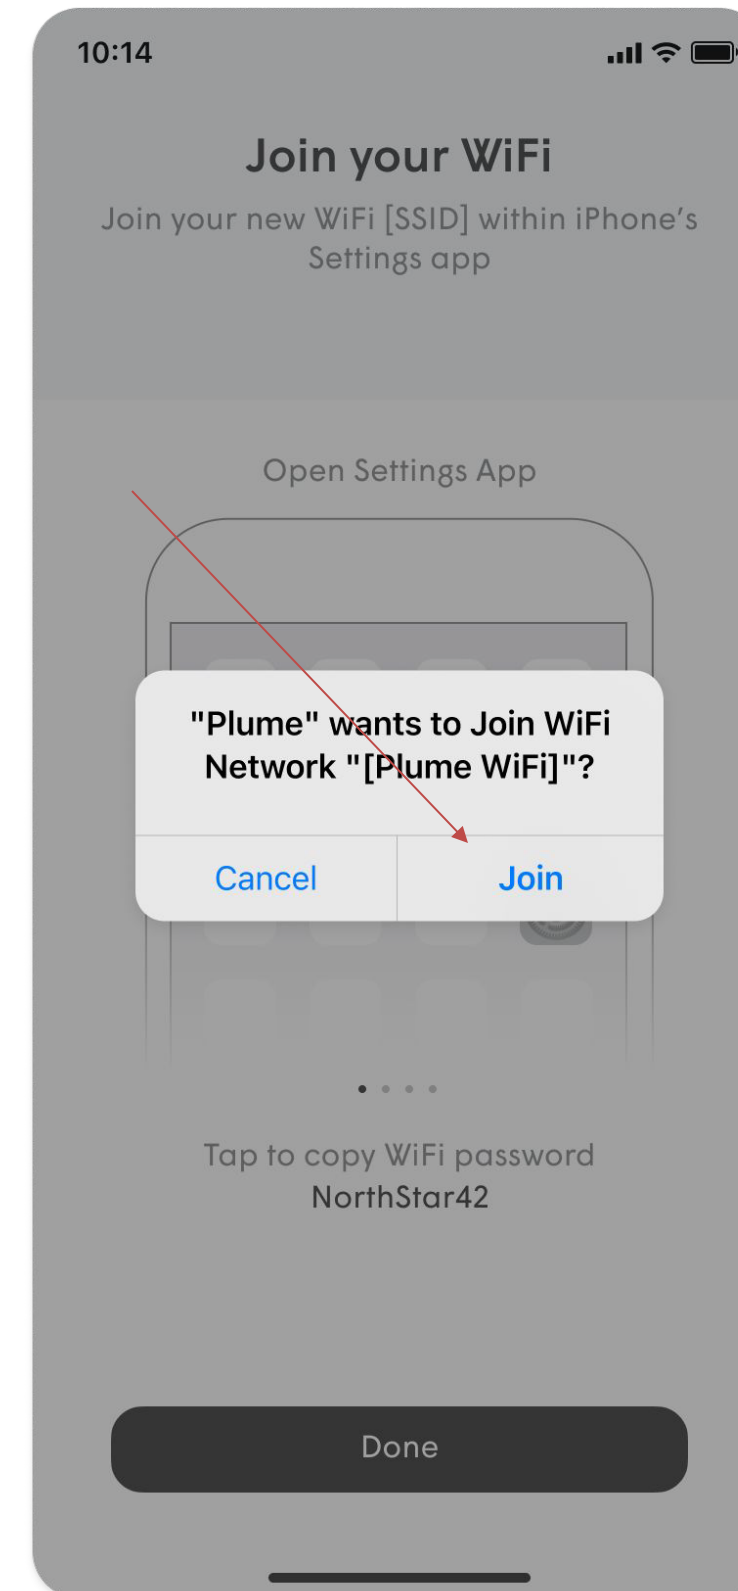 10:14
Join your WiFi
Join your new WiFi [SSID] within iPhone's
Settings app
Open Settings App
"Plume" wants to Join WiFi
Network "[Plume WiFi]"?
Cancel
Join
Tap to copy WiFi password
NorthStar42
Done